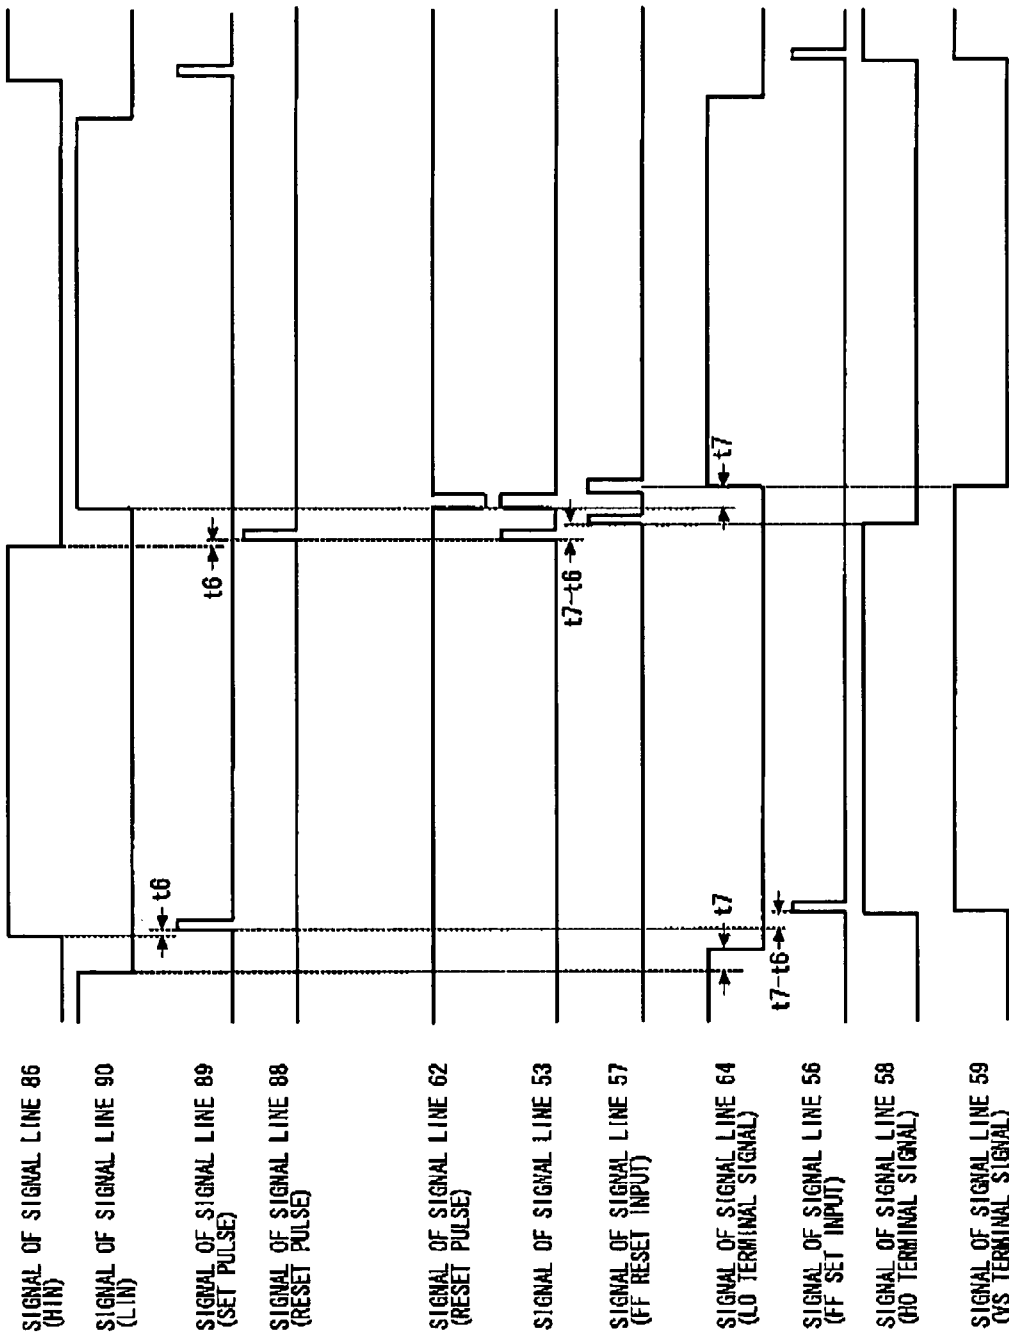 SIGNAL OF SIGNAL LINE 86
(HIN)
SIGNAL OF SIGNAL LINE 90
(LIN)
SIGNAL OF SIGNAL LINE 89
(SET PULSE)
SIGNAL OF SIGNAL LINE 88
(RESET PULSE)
SIGNAL OF SIGNAL LINE 62
(RESET PULSE)
SIGNAL OF SIGNAL LINE 53
SIGNAL OF SIGNAL LINE 57
(FF RESET INPUT)
SIGNAL OF SIGNAL LINE 64
(LO TERMINAL SIGNAL)
SIGNAL OF SIGNAL LINE 56
(FF SET INPUT)
SIGNAL OF SIGNAL LINE 58
(HO TERMINAL SIGNAL)
SIGNAL OF SIGNAL LINE 59
(VS TERMINAL SIGNAL)
t6
t6
t7-t6
t7
t7
t7-t6